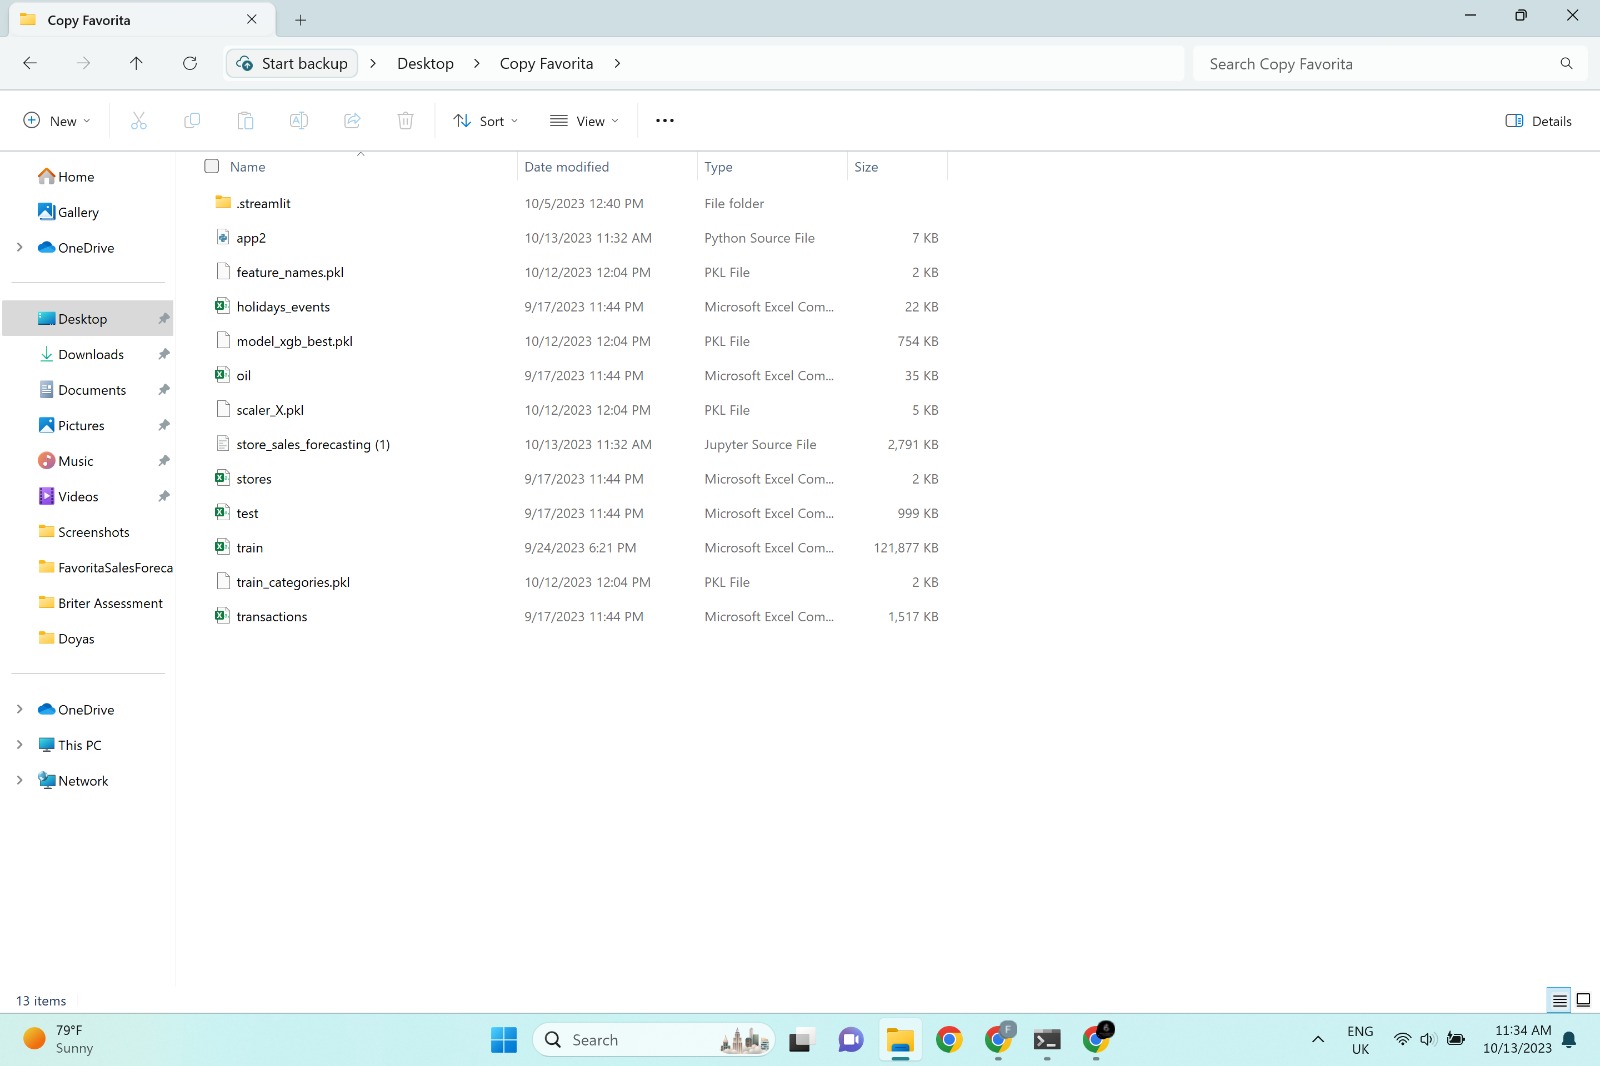 Copy Favorita
Start backup > Desktop > Copy Favorita >
Search Copy Favorita
New
Sort
View
Details
Home
Gallery
OneDrive
Desktop
Downloads
Documents
Pictures
Music
Videos
Screenshots
FavoritaSalesForeca
Briter Assessment
Doyas
OneDrive
This PC
Network
Name Date modified Type Size
.streamlit 10/5/2023 12:40 PM File folder
app2 10/13/2023 11:32 AM Python Source File 7 KB
feature_names.pkl 10/12/2023 12:04 PM PKL File 2 KB
holidays_events 9/17/2023 11:44 PM Microsoft Excel Com... 22 KB
model_xgb_best.pkl 10/12/2023 12:04 PM PKL File 754 KB
oil 9/17/2023 11:44 PM Microsoft Excel Com... 35 KB
scaler_X.pkl 10/12/2023 12:04 PM PKL File 5 KB
store_sales_forecasting (1) 10/13/2023 11:32 AM Jupyter Source File 2,791 KB
stores 9/17/2023 11:44 PM Microsoft Excel Com... 2 KB
test 9/17/2023 11:44 PM Microsoft Excel Com... 999 KB
train 9/24/2023 6:21 PM Microsoft Excel Com... 121,877 KB
train_categories.pkl 10/12/2023 12:04 PM PKL File 2 KB
transactions 9/17/2023 11:44 PM Microsoft Excel Com... 1,517 KB
13 items
79°F
Sunny
Search
F
6
ENG
UK
11:34 AM
10/13/2023